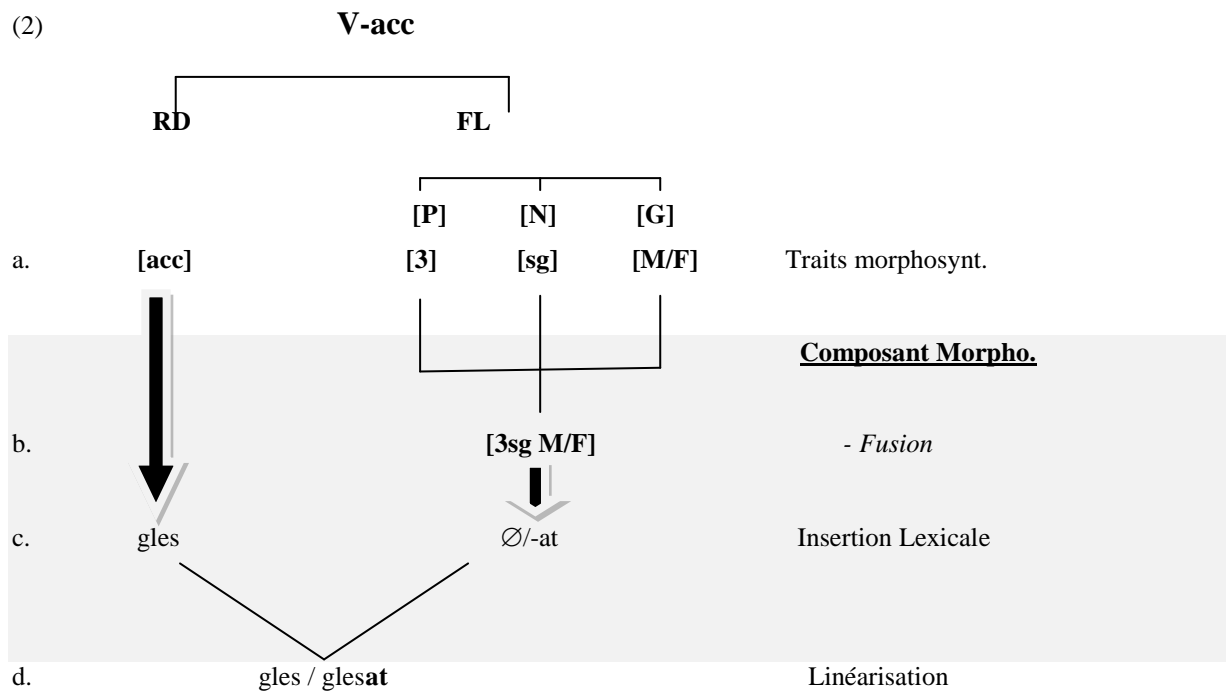 (2) V-acc
RD FL
[P] [N] [G]
a. [acc] [3] [sg] [M/F] Traits morphosynt.
Composant Morpho.
b. [3sg M/F] - Fusion
c. gles ∅/-at Insertion Lexicale
d. gles / glesat Linéarisation